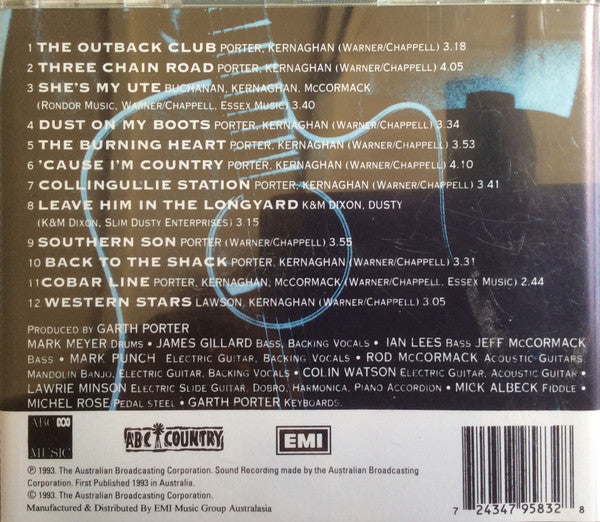 1 THE OUTBACK CLUB PORTER, KERNAGHAN (WARNER/CHAPPELL) 3.18
2 THREE CHAIN ROAD PORTER, KERNAGHAN (WARNER/CHAPPELL) 4.05
3 SHE'S MY UTE BUCHANAN, KERNAGHAN, MCCORMACK
(RONDOR MUSIC, WARNER/CHAPPELL, ESSEX MUSIC) 3.40
4 DUST ON MY BOOTS PORTER, KERNAGHAN (WARNER/CHAPPELL) 3.34
5 THE BURNING HEART PORTER, KERNAGHAN (WARNER/CHAPPELL) 3.53
6 'CAUSE I'M COUNTRY PORTER, KERNAGHAN (WARNER/CHAPPELL) 4.10
7 COLLINGULLIE STATION PORTER, KERNAGHAN (WARNER/CHAPPELL) 3.41
8 LEAVE HIM IN THE LONGYARD K&M DIXON, DUSTY
(K&M DIXON, SLIM DUSTY ENTERPRISES) 3.15
9 SOUTHERN SON PORTER (WARNER/CHAPPELL) 3.55
10 BACK TO THE SHACK PORTER, KERNAGHAN (WARNER/CHAPPELL) 3.31
11 COBAR LINE PORTER, KERNAGHAN, MCCORMACK (WARNER/CHAPPELL, ESSEX MUSIC) 2.44
12 WESTERN STARS LAWSON, KERNAGHAN (WARNER/CHAPPELL) 3.05
PRODUCED BY GARTH PORTER
MARK MEYER DRUMS • JAMES GILLARD BASS, BACKING VOCALS • IAN LEES BASS JEFF MCCORMACK
BASS • MARK PUNCH ELECTRIC GUITAR, BACKING VOCALS • ROD MCCORMACK ACOUSTIC GUITARS,
MANDOLIN BANJO, ELECTRIC GUITAR, BACKING VOCALS • COLIN WATSON ELECTRIC GUITAR, ACOUSTIC GUITAR •
LAWRIE MINSON ELECTRIC SLIDE GUITAR, DOBRO, HARMONICA, PIANO ACCORDION • MICK ALBECK FIDDLE •
MICHEL ROSE PEDAL STEEL • GARTH PORTER KEYBOARDS.
ABC MUSIC
ABC COUNTRY
EMI
℗ 1993. The Australian Broadcasting Corporation. Sound Recording made by the Australian Broadcasting
Corporation. First Published 1993 in Australia.
© 1993. The Australian Broadcasting Corporation.
Manufactured & Distributed By EMI Music Group Australasia
7 24347 95832 8